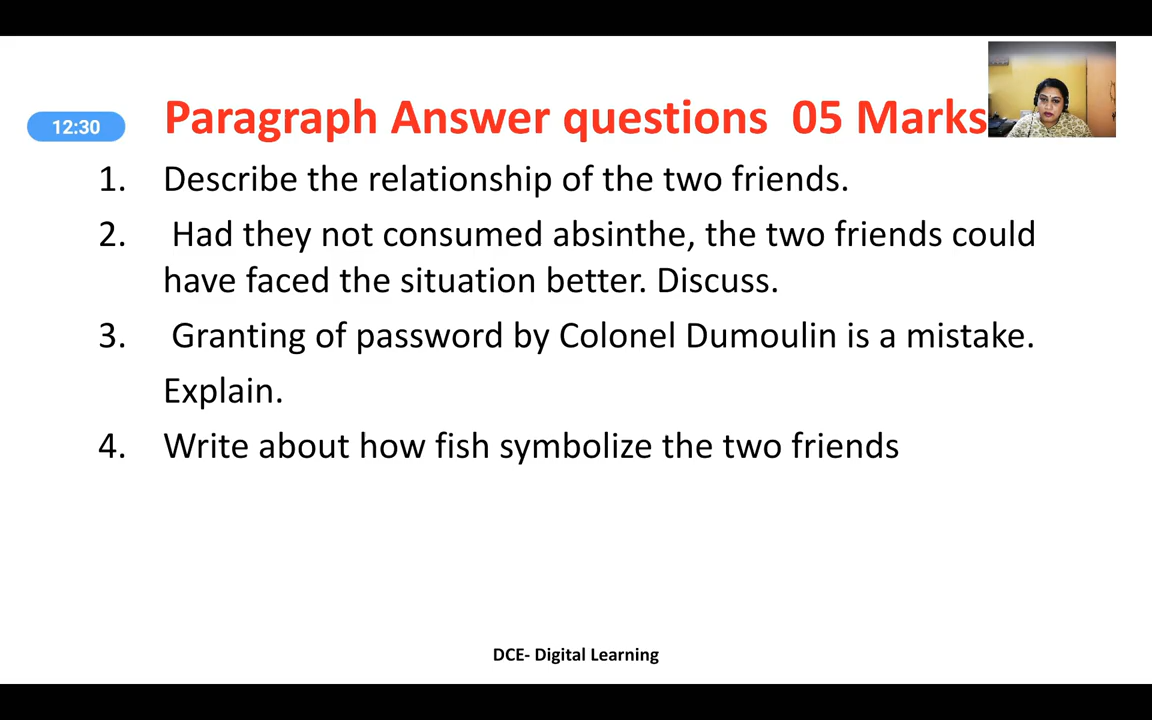 12:30
Paragraph Answer questions 05 Marks
1. Describe the relationship of the two friends.
2. Had they not consumed absinthe, the two friends could
have faced the situation better. Discuss.
3. Granting of password by Colonel Dumoulin is a mistake.
Explain.
4. Write about how fish symbolize the two friends
DCE- Digital Learning